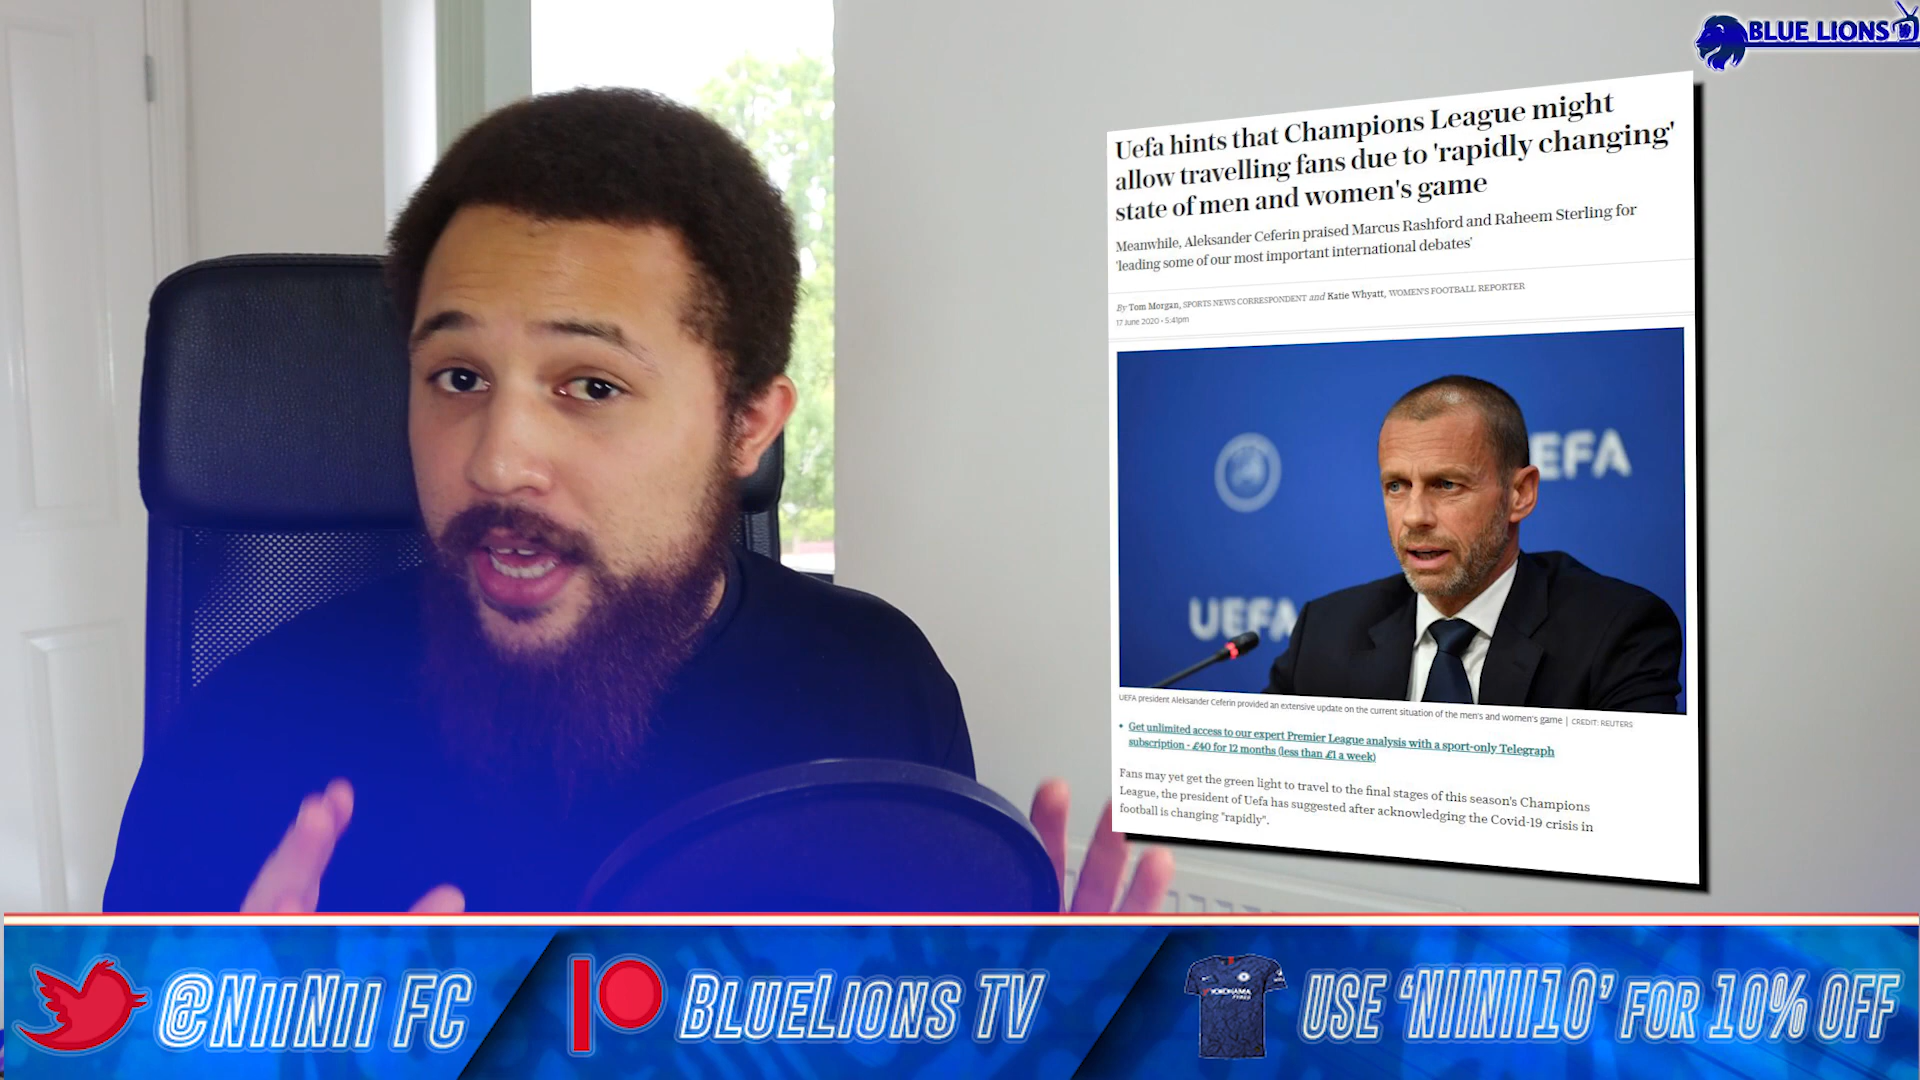 BLUE LIONS TV
Uefa hints that Champions League might
allow travelling fans due to 'rapidly changing'
state of men and women's game
Meanwhile, Aleksander Ceferin praised Marcus Rashford and Raheem Sterling for
'leading some of our most important international debates'
By Tom Morgan, SPORTS NEWS CORRESPONDENT and Katie Whyatt, WOMEN'S FOOTBALL REPORTER
17 June 2020 • 5:41pm
EFA
UEFA
UEFA president Aleksander Ceferin provided an extensive update on the current situation of the men's and women's game | CREDIT: REUTERS
• Get unlimited access to our expert Premier League analysis with a sport-only Telegraph
subscription - £40 for 12 months (less than £1 a week)
Fans may yet get the green light to travel to the final stages of this season's Champions
League, the president of Uefa has suggested after acknowledging the Covid-19 crisis in
football is changing "rapidly".
@NiiNii FC
BlueLions TV
YOKOHAMA
TYRES
USE 'NIINII10' FOR 10% OFF